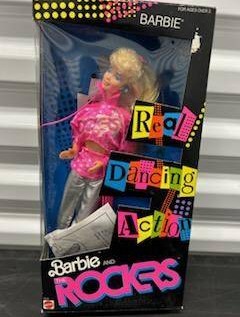 FOR AGES OVER 3
BARBIE
Real
Dancing
Action
Barbie AND
THE ROCKERS